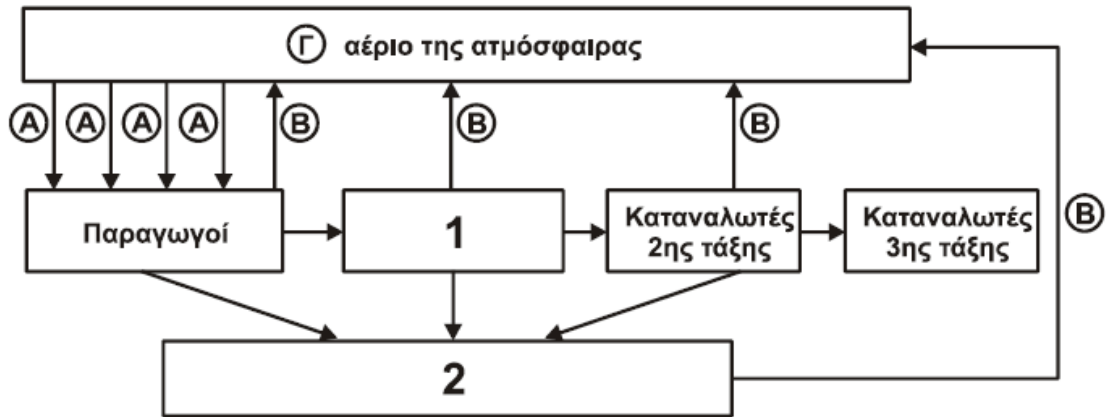 Γ αέριο της ατμόσφαιρας
Α Α Α Α Β Β Β
Β
Παραγωγοί
1
Καταναλωτές
2ης τάξης
Καταναλωτές
3ης τάξης
2